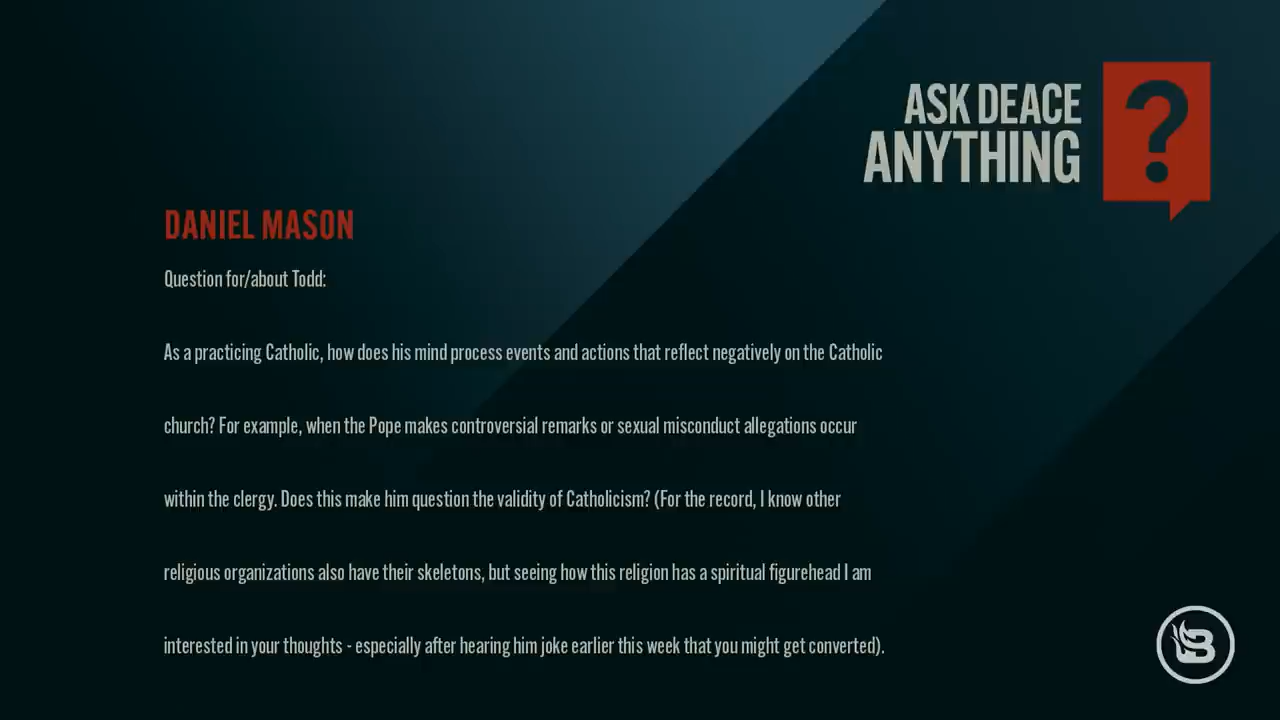 ASK DEACE
ANYTHING
?
DANIEL MASON
Question for/about Todd:
As a practicing Catholic, how does his mind process events and actions that reflect negatively on the Catholic
church? For example, when the Pope makes controversial remarks or sexual misconduct allegations occur
within the clergy. Does this make him question the validity of Catholicism? (For the record, I know other
religious organizations also have their skeletons, but seeing how this religion has a spiritual figurehead I am
interested in your thoughts - especially after hearing him joke earlier this week that you might get converted).
B